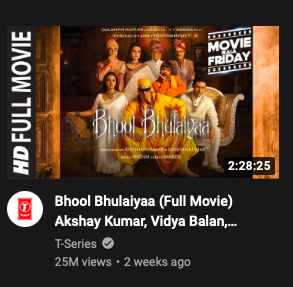 HD FULL MOVIE
MOVIE
WALA
FRIDAY
Bhool Bhulaiyaa
2:28:25
Bhool Bhulaiyaa (Full Movie)
Akshay Kumar, Vidya Balan,...
T-Series
25M views • 2 weeks ago